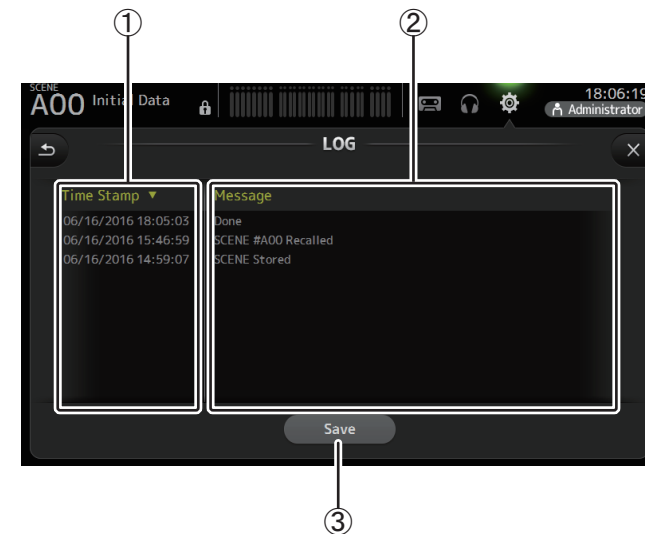 ① ②
SCENE
A00 Initial Data 18:06:19
Administrator
LOG
Time Stamp ▼ Message
06/16/2016 18:05:03 Done
06/16/2016 15:46:59 SCENE #A00 Recalled
06/16/2016 14:59:07 SCENE Stored
Save
③